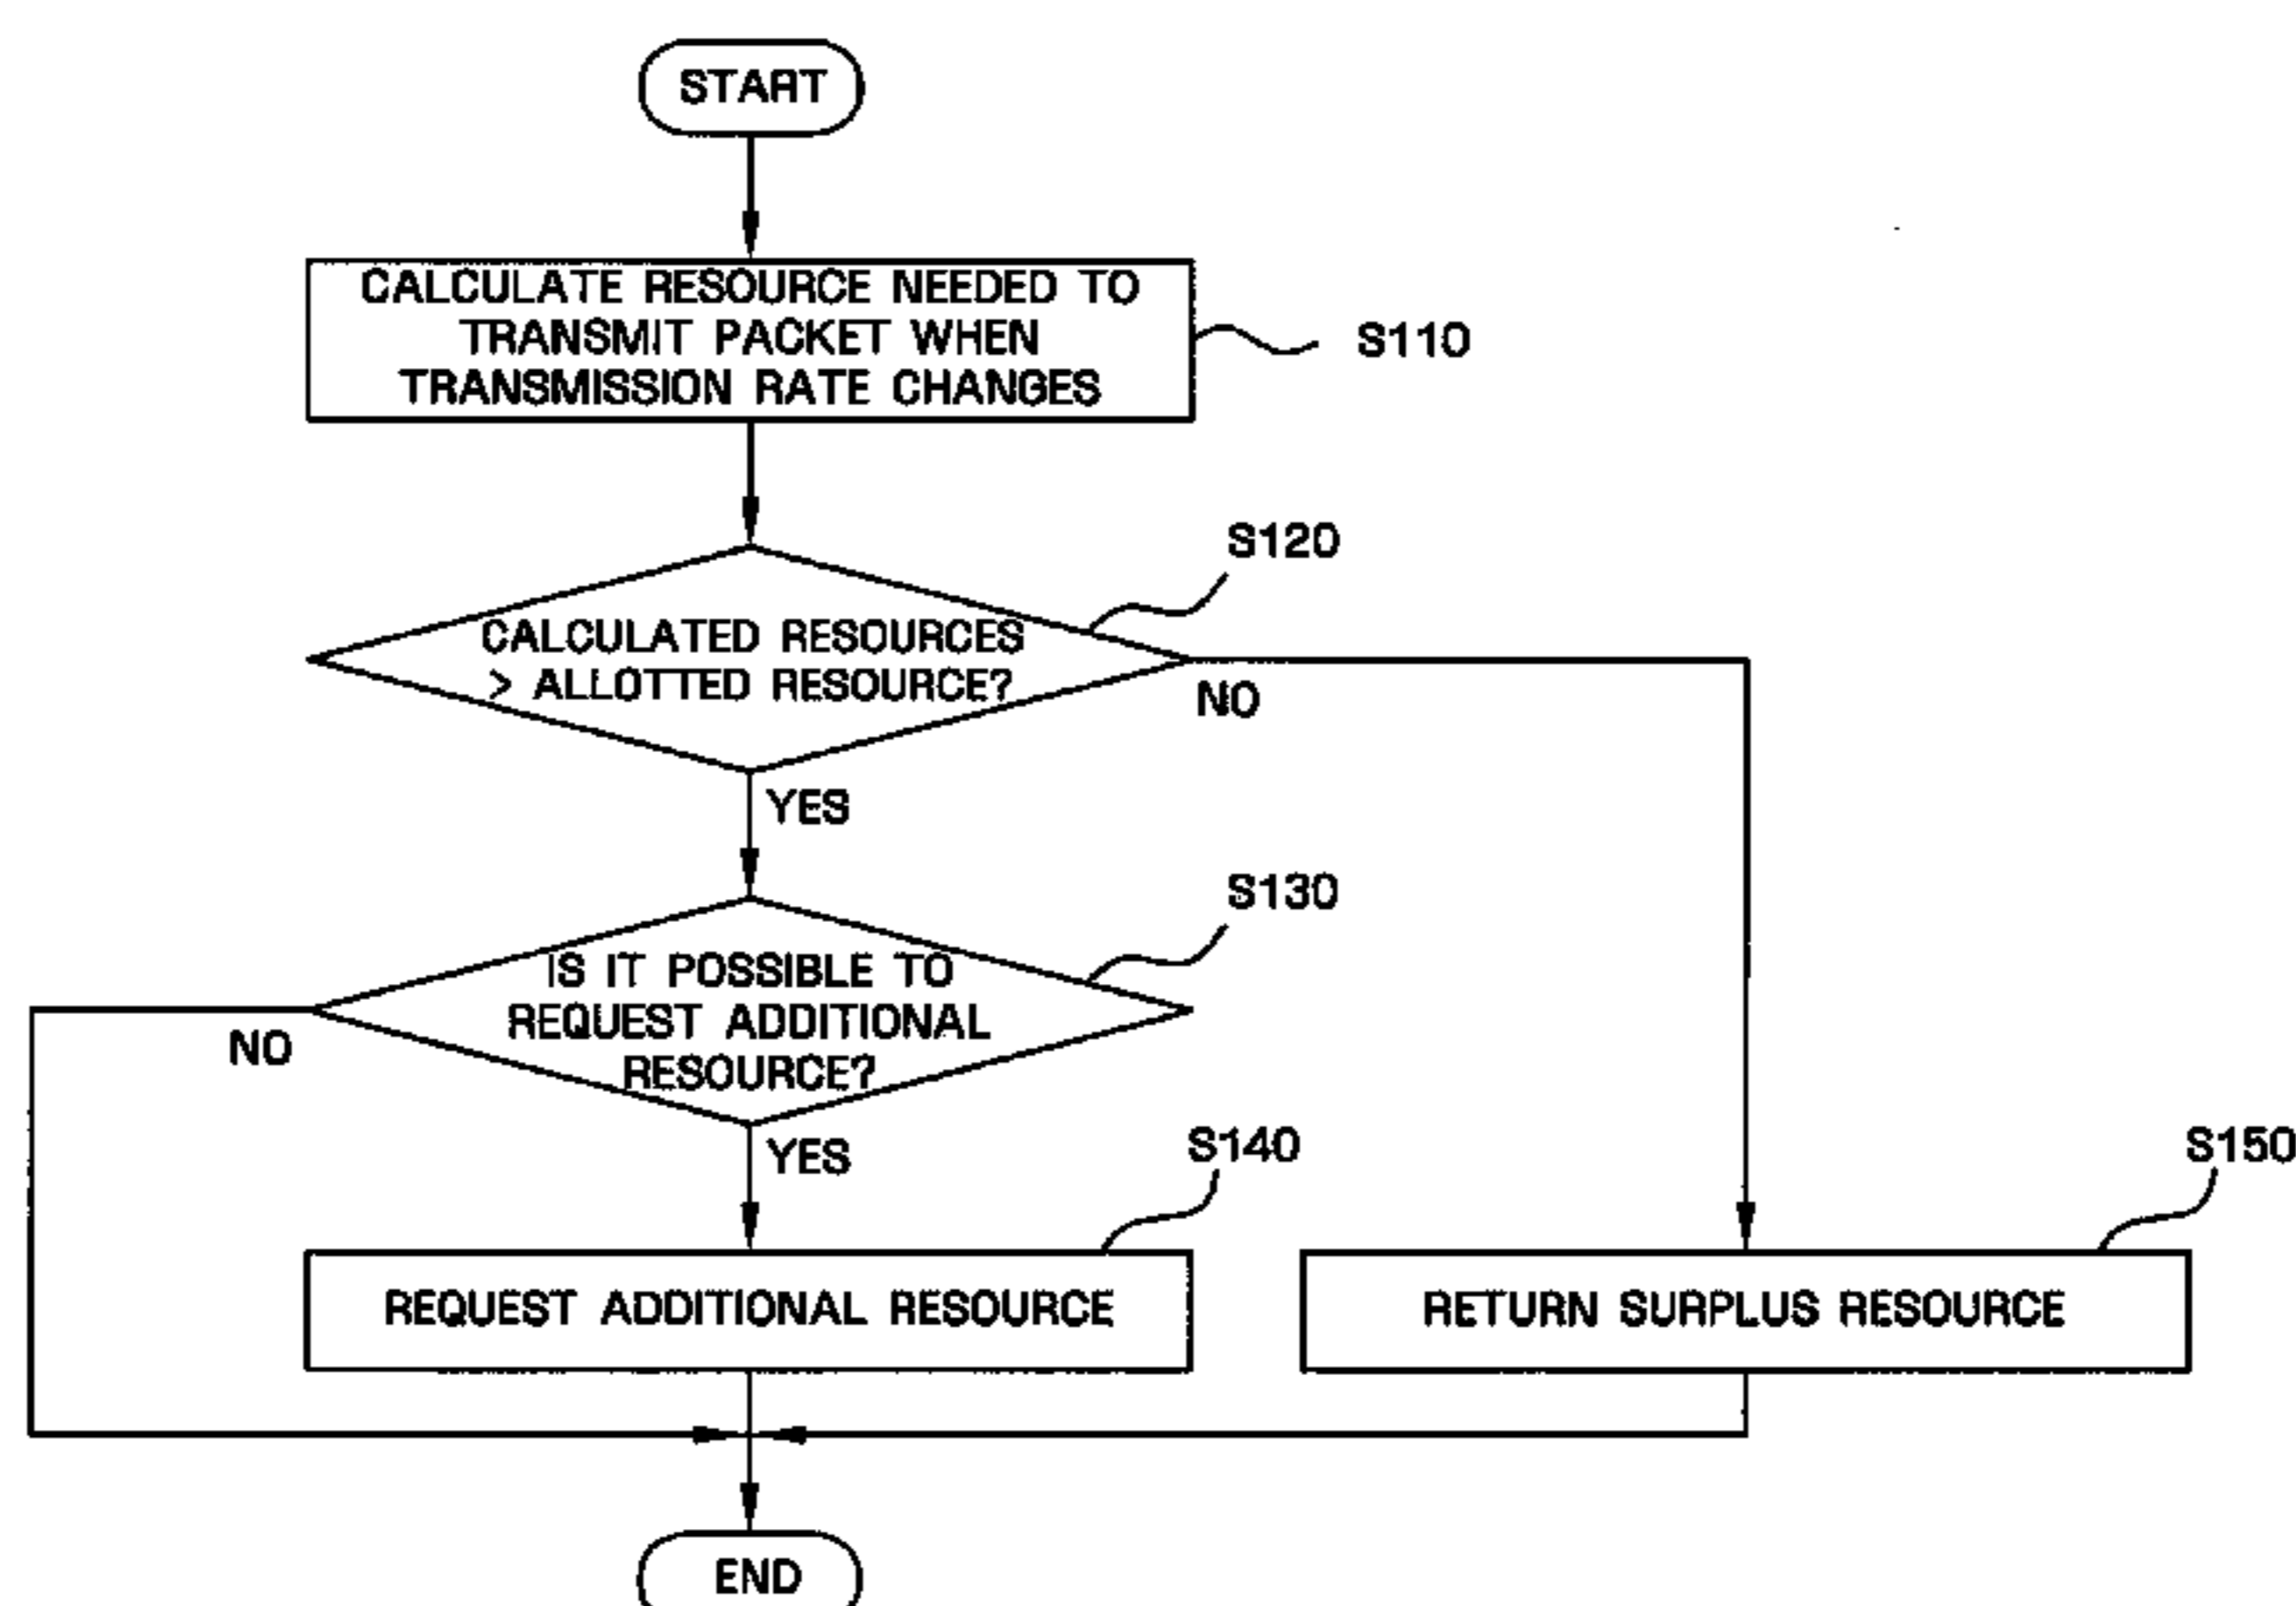 START
CALCULATE RESOURCE NEEDED TO
TRANSMIT PACKET WHEN
TRANSMISSION RATE CHANGES
S110
S120
CALCULATED RESOURCES
> ALLOTTED RESOURCE?
NO
YES
S130
IS IT POSSIBLE TO
REQUEST ADDITIONAL
RESOURCE?
NO
YES
S140
S150
REQUEST ADDITIONAL RESOURCE
RETURN SURPLUS RESOURCE
END